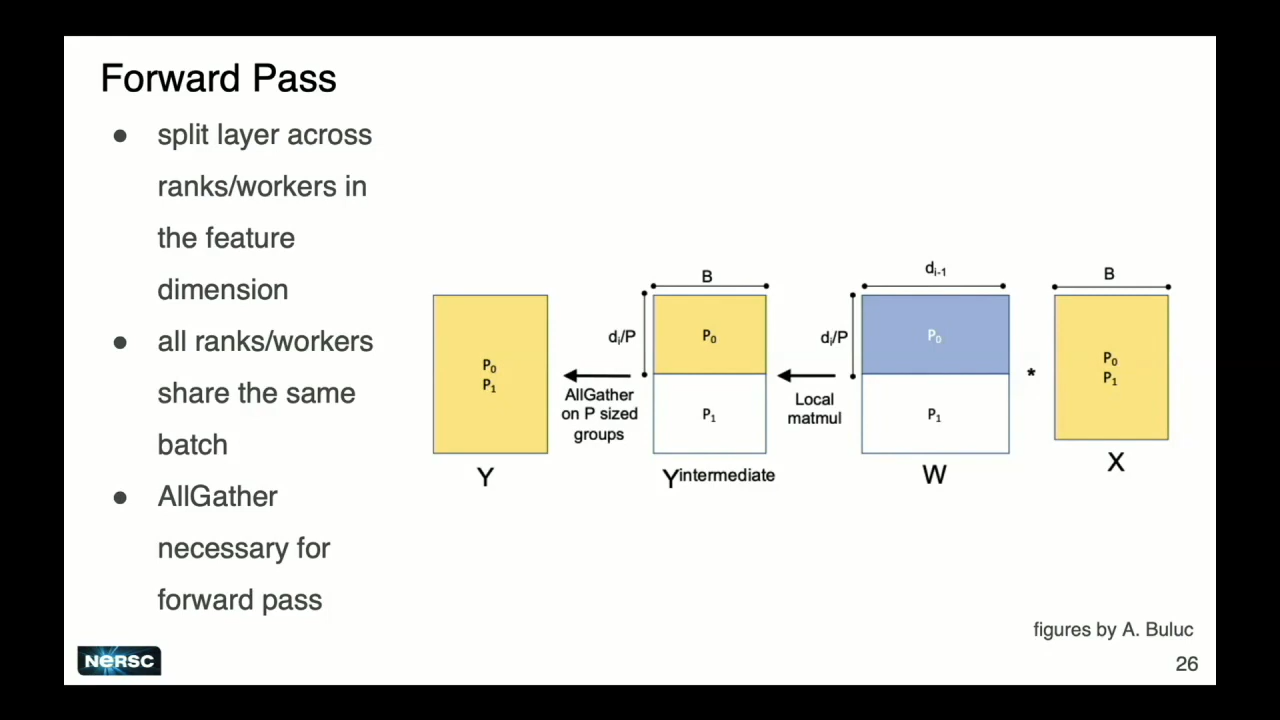 Forward Pass
● split layer across
ranks/workers in
the feature
dimension
● all ranks/workers
share the same
batch
● AllGather
necessary for
forward pass
P₀
P₁
Y
AllGather
on P sized
groups
B
dᵢ/P
P₀
P₁
Yⁱⁿᵗᵉʳᵐᵉᵈⁱᵃᵗᵉ
Local
matmul
dᵢ₋₁
dᵢ/P
P₀
P₁
W
*
B
P₀
P₁
X
figures by A. Buluc
NERSC
26